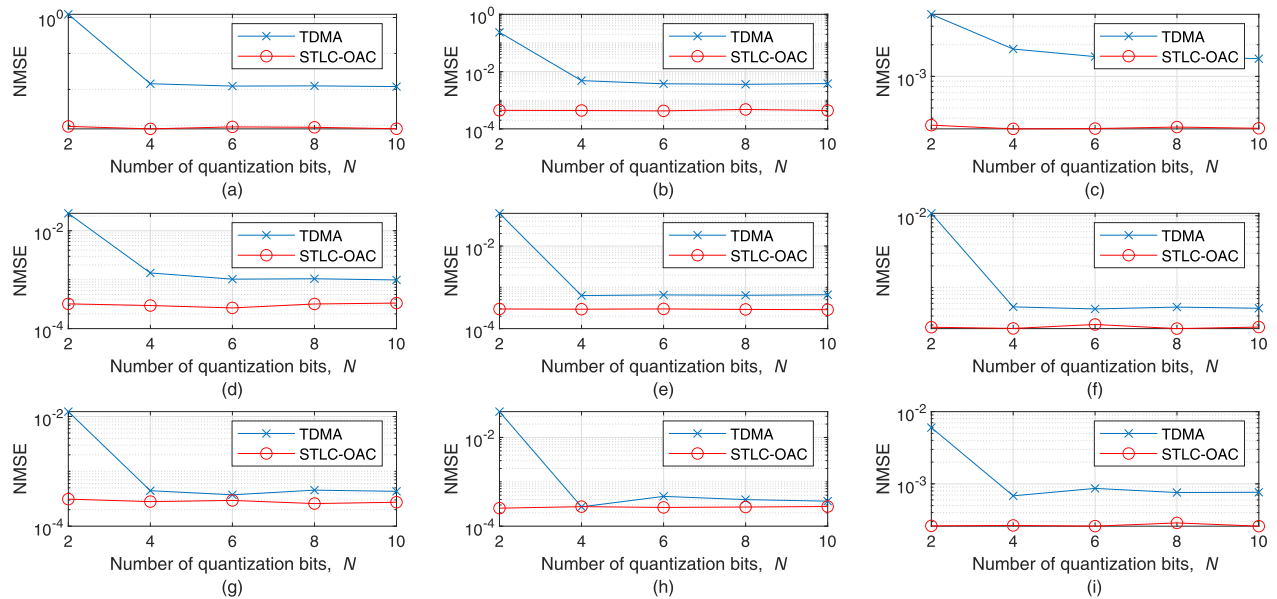 10^0
NMSE
TDMA
STLC-OAC
2 4 6 8 10
Number of quantization bits, N
(a)
10^0
10^-2
10^-4
NMSE
TDMA
STLC-OAC
2 4 6 8 10
Number of quantization bits, N
(b)
10^-3
NMSE
TDMA
STLC-OAC
2 4 6 8 10
Number of quantization bits, N
(c)
10^-2
10^-4
NMSE
TDMA
STLC-OAC
2 4 6 8 10
Number of quantization bits, N
(d)
10^-2
10^-4
NMSE
TDMA
STLC-OAC
2 4 6 8 10
Number of quantization bits, N
(e)
10^-2
NMSE
TDMA
STLC-OAC
2 4 6 8 10
Number of quantization bits, N
(f)
10^-2
10^-4
NMSE
TDMA
STLC-OAC
2 4 6 8 10
Number of quantization bits, N
(g)
10^-2
10^-4
NMSE
TDMA
STLC-OAC
2 4 6 8 10
Number of quantization bits, N
(h)
10^-2
10^-3
NMSE
TDMA
STLC-OAC
2 4 6 8 10
Number of quantization bits, N
(i)